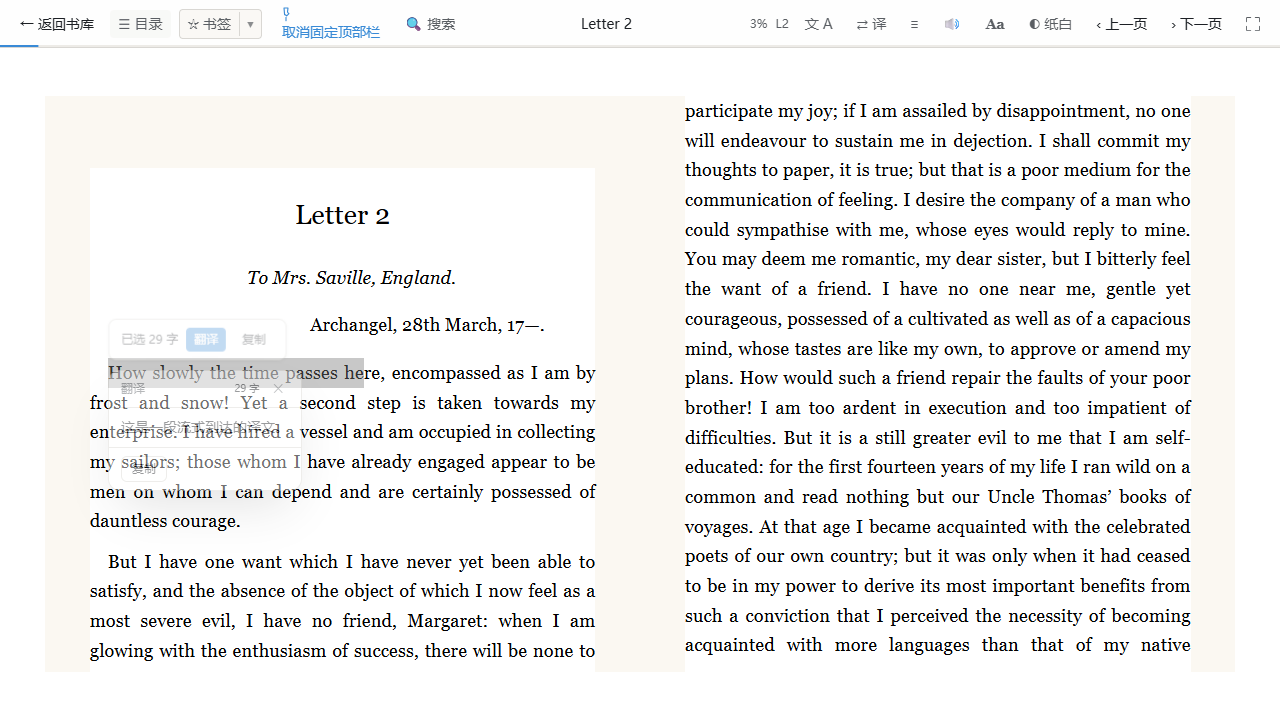 ← 返回书库 ☰ 目录 ☆ 书签 ▾ 取消固定顶部栏 搜索 Letter 2 3% L2 文 A ⇄ 译 ≡ Aa ◐ 纸白 ‹ 上一页 › 下一页
Letter 2
To Mrs. Saville, England.
Archangel, 28th March, 17—.
已选 29 字 翻译 复制
How slowly the time passes here, encompassed as I am by
翻译 29 字 ×
frost and snow! Yet a second step is taken towards my
这是一段流式到达的译文。
enterprise. I have hired a vessel and am occupied in collecting
my sailors; those whom I have already engaged appear to be
复制
men on whom I can depend and are certainly possessed of
dauntless courage.
But I have one want which I have never yet been able to
satisfy, and the absence of the object of which I now feel as a
most severe evil, I have no friend, Margaret: when I am
glowing with the enthusiasm of success, there will be none to
participate my joy; if I am assailed by disappointment, no one
will endeavour to sustain me in dejection. I shall commit my
thoughts to paper, it is true; but that is a poor medium for the
communication of feeling. I desire the company of a man who
could sympathise with me, whose eyes would reply to mine.
You may deem me romantic, my dear sister, but I bitterly feel
the want of a friend. I have no one near me, gentle yet
courageous, possessed of a cultivated as well as of a capacious
mind, whose tastes are like my own, to approve or amend my
plans. How would such a friend repair the faults of your poor
brother! I am too ardent in execution and too impatient of
difficulties. But it is a still greater evil to me that I am self-
educated: for the first fourteen years of my life I ran wild on a
common and read nothing but our Uncle Thomas’ books of
voyages. At that age I became acquainted with the celebrated
poets of our own country; but it was only when it had ceased
to be in my power to derive its most important benefits from
such a conviction that I perceived the necessity of becoming
acquainted with more languages than that of my native